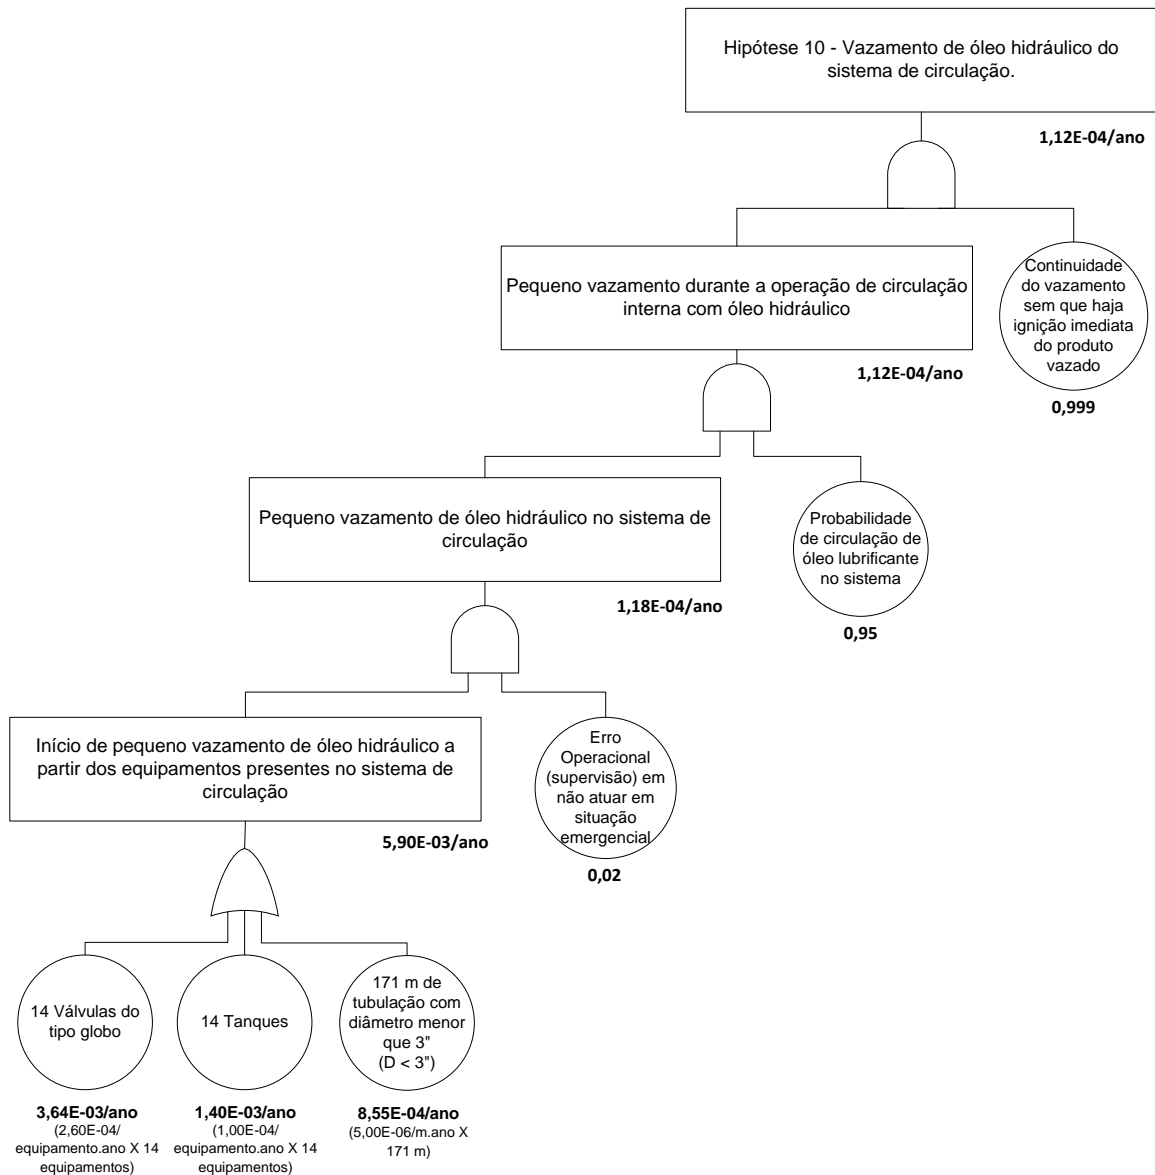 Hipótese 10 - Vazamento de óleo hidráulico do
sistema de circulação.
1,12E-04/ano
Pequeno vazamento durante a operação de circulação
interna com óleo hidráulico
1,12E-04/ano
Continuidade
do vazamento
sem que haja
ignição imediata
do produto
vazado
0,999
Pequeno vazamento de óleo hidráulico no sistema de
circulação
1,18E-04/ano
Probabilidade
de circulação de
óleo lubrificante
no sistema
0,95
Início de pequeno vazamento de óleo hidráulico a
partir dos equipamentos presentes no sistema de
circulação
5,90E-03/ano
Erro
Operacional
(supervisão) em
não atuar em
situação
emergencial
0,02
14 Válvulas do
tipo globo
3,64E-03/ano
(2,60E-04/
equipamento.ano X 14
equipamentos)
14 Tanques
1,40E-03/ano
(1,00E-04/
equipamento.ano X 14
equipamentos)
171 m de
tubulação com
diâmetro menor
que 3"
(D < 3")
8,55E-04/ano
(5,00E-06/m.ano X
171 m)